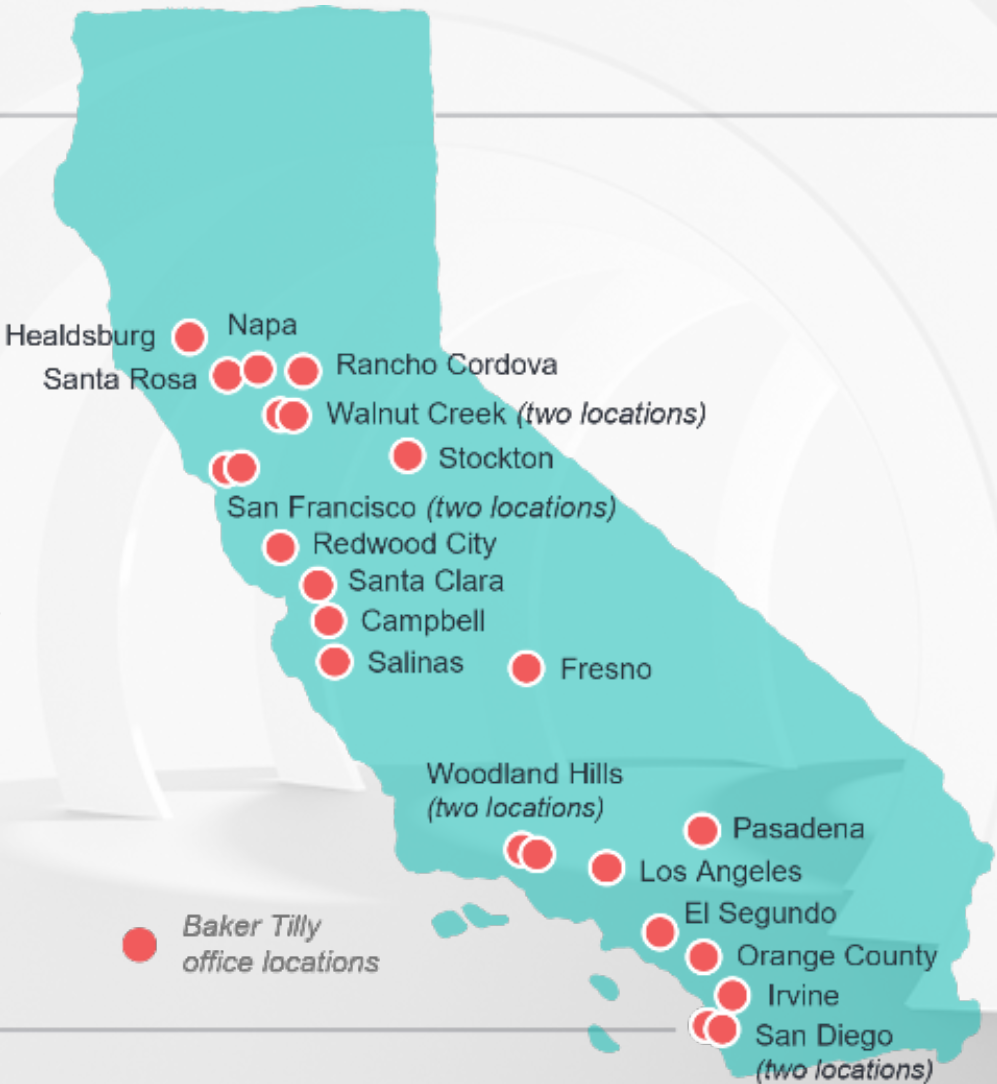 Napa
Healdsburg
Rancho Cordova
Santa Rosa
Walnut Creek (two locations)
Stockton
San Francisco (two locations)
Redwood City
Santa Clara
Campbell
Salinas
Fresno
Woodland Hills
(two locations)
Pasadena
Los Angeles
El Segundo
Baker Tilly
office locations
Orange County
Irvine
San Diego
(two locations)